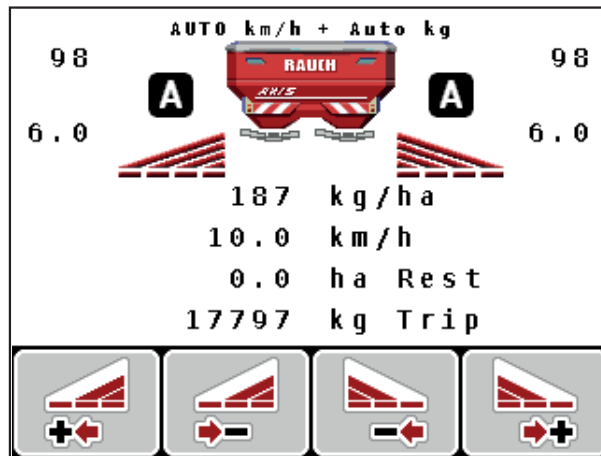 AUTO km/h + Auto kg
98 98
RAUCH
AXIS
A A
6.0 6.0
187 kg/ha
10.0 km/h
0.0 ha Rest
17797 kg Trip